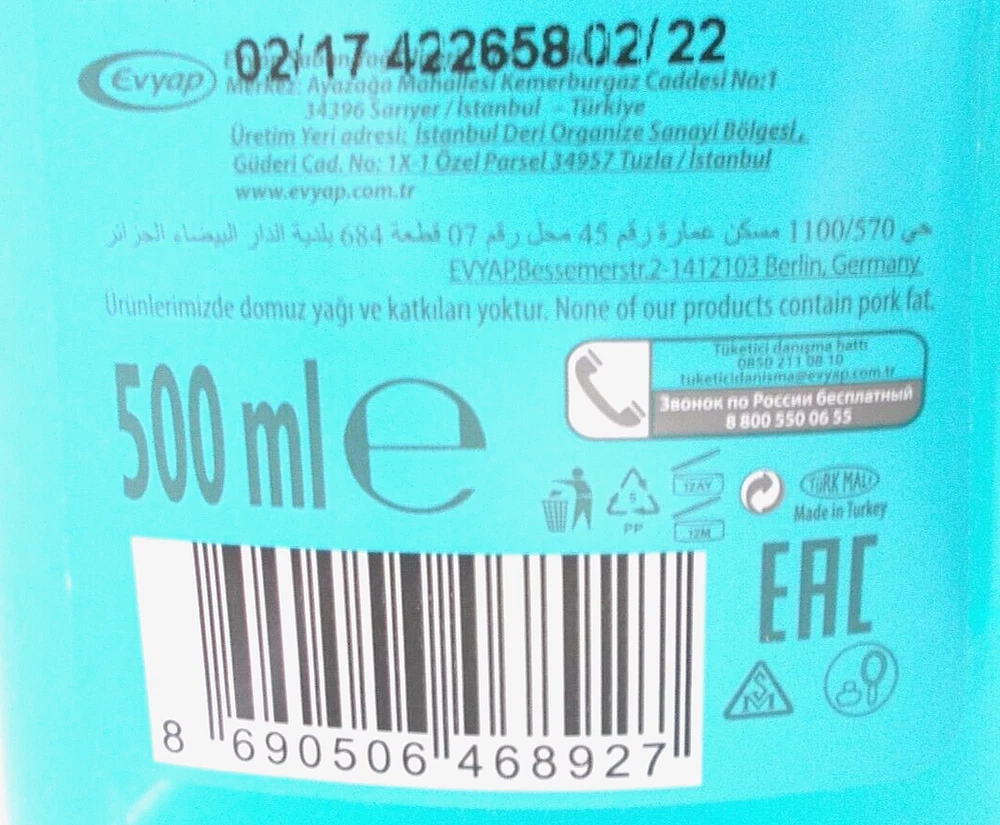 02/17 422658 02/22
Evyap
Merkez: Ayazağa Mahallesi Kemerburgaz Caddesi No:1
34396 Sarıyer / İstanbul - Türkiye
Üretim Yeri adresi: İstanbul Deri Organize Sanayi Bölgesi,
Güderi Cad. No: 1X-1 Özel Parsel 34957 Tuzla / İstanbul
www.evyap.com.tr
حي 1100/570 مسكن عمارة رقم 45 محل رقم 07 قطعة 684 بلدية الدار البيضاء الجزائر
EVYAP,Bessemerstr.2-1412103 Berlin, Germany
Ürünlerimizde domuz yağı ve katkıları yoktur. None of our products contain pork fat.
Tüketici danışma hattı
0850 211 08 10
tuketicidanisma@evyap.com.tr
Звонок по России бесплатный
8 800 550 06 55
500 ml e
5
PP
12AY
12M
TÜRK MALI
Made in Turkey
EAC
SM
8 690506 468927